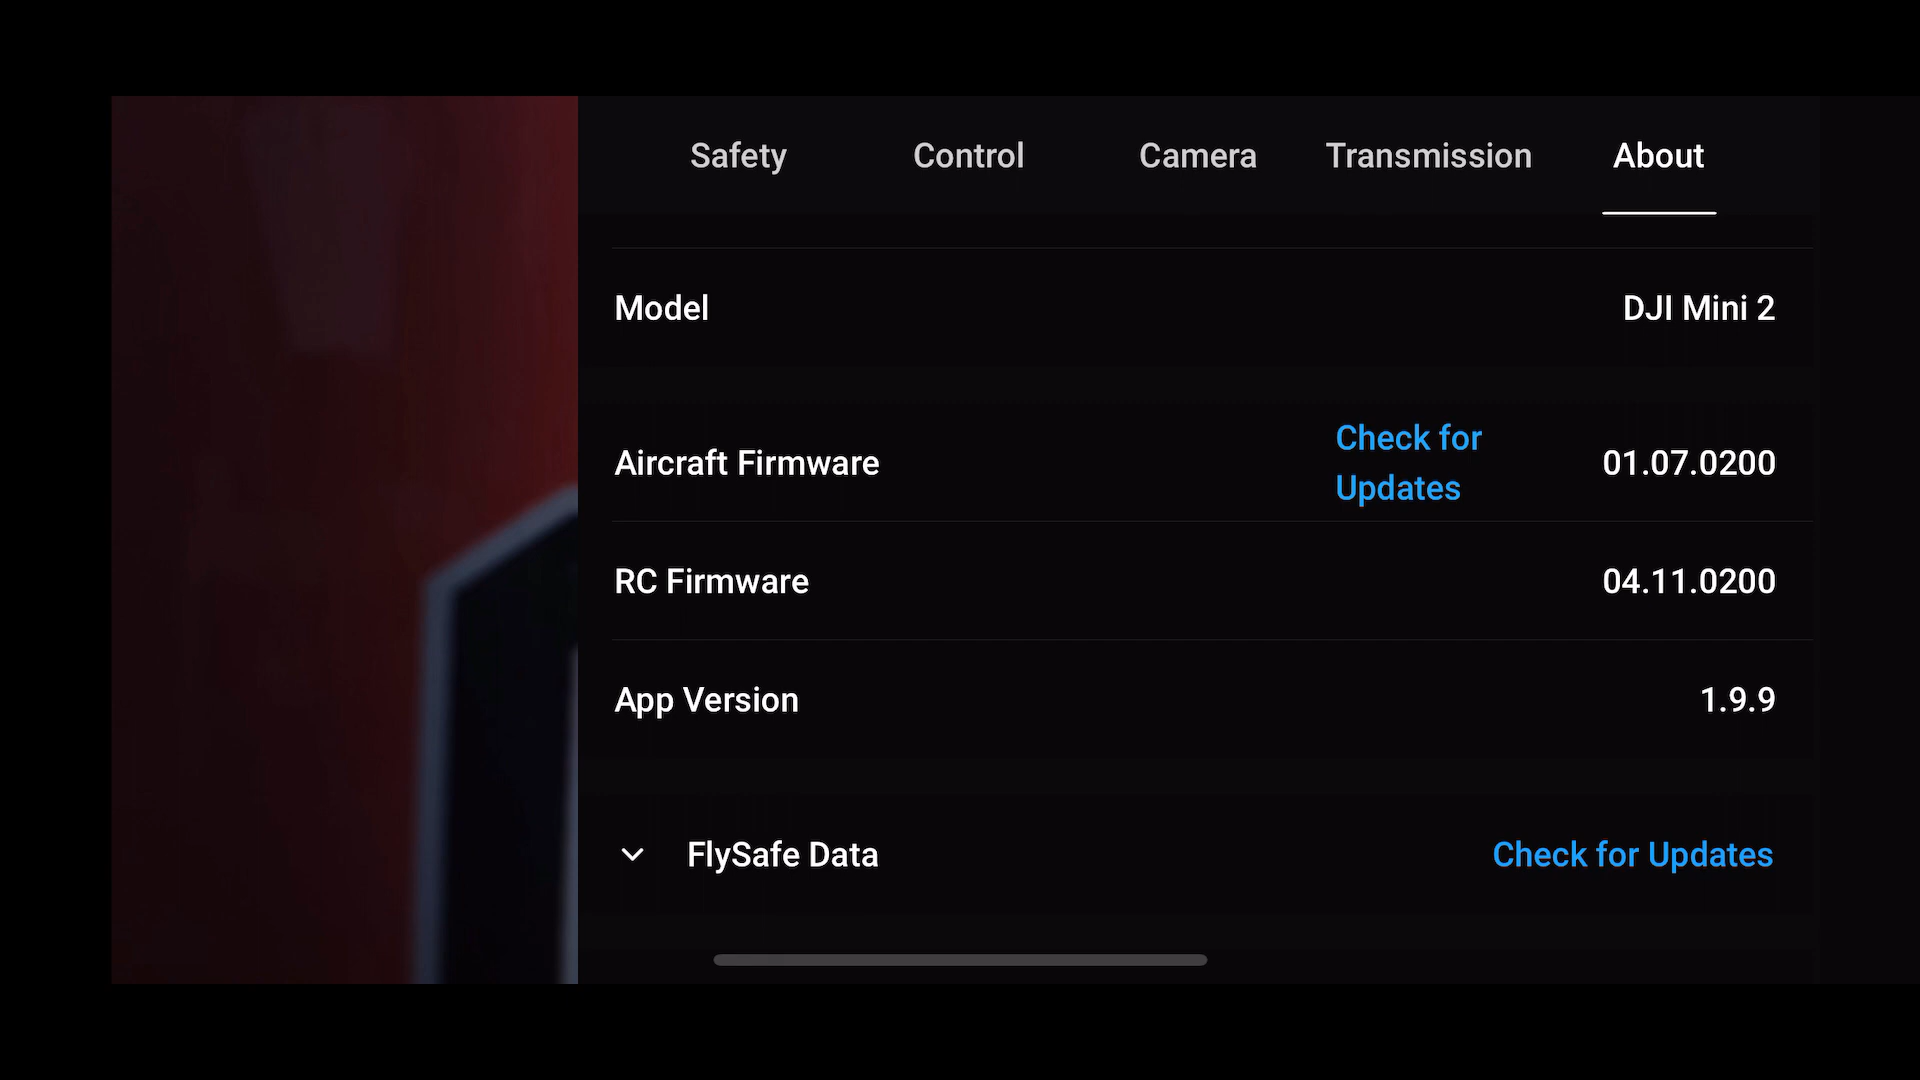 Safety Control Camera Transmission About
Model DJI Mini 2
Aircraft Firmware Check for Updates 01.07.0200
RC Firmware 04.11.0200
App Version 1.9.9
FlySafe Data Check for Updates